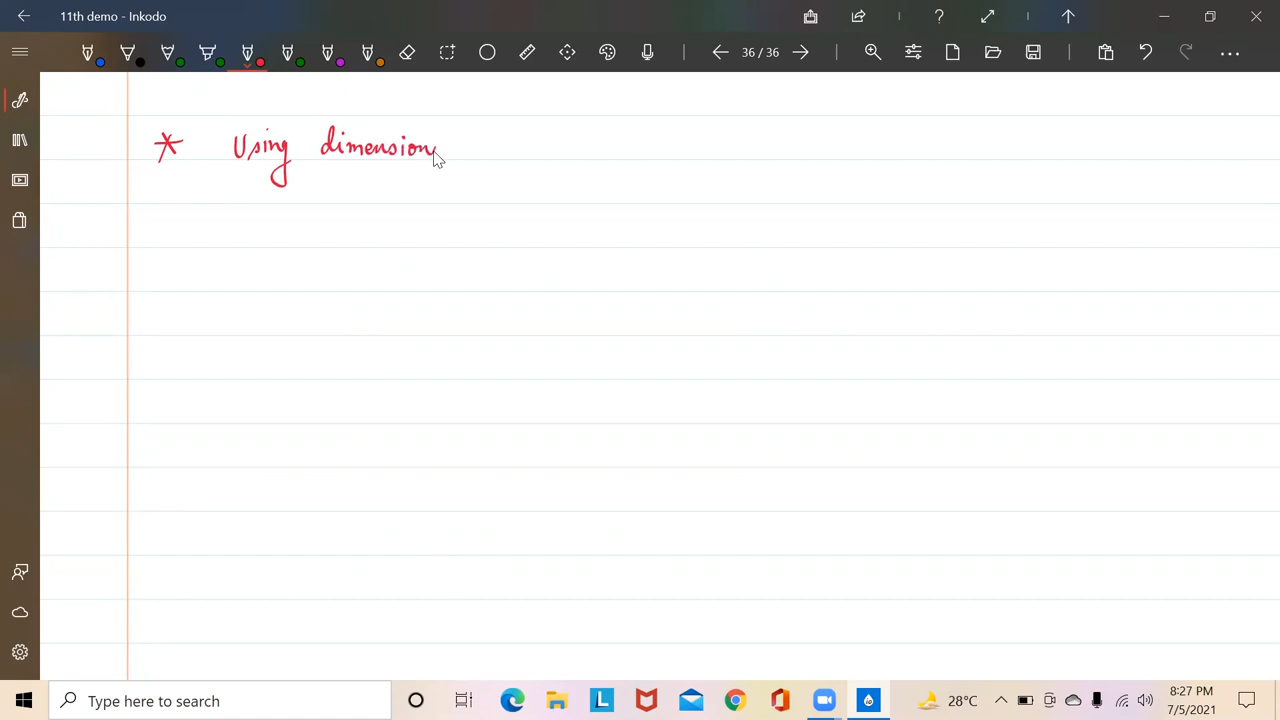 11th demo - Inkodo
36 / 36
* Using dimension
Type here to search
28°C
8:27 PM
7/5/2021